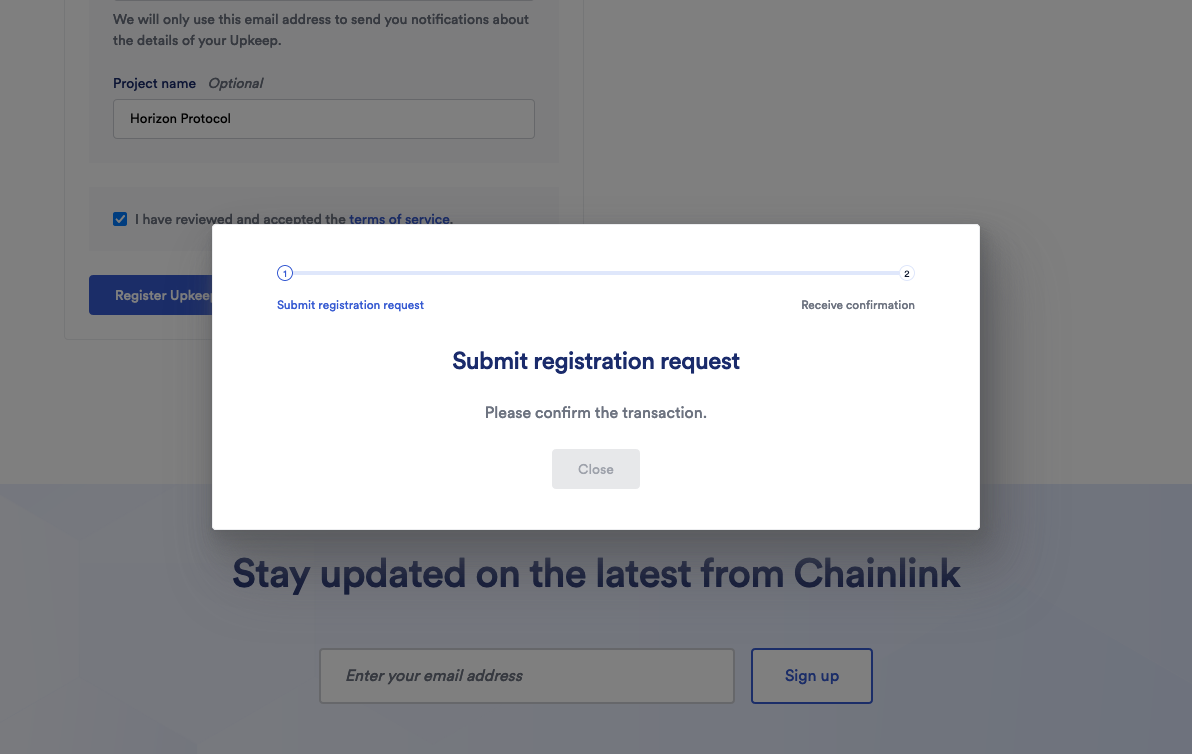 We will only use this email address to send you notifications about
the details of your Upkeep.
Project name Optional
Horizon Protocol
I have reviewed and accepted the terms of service.
Register Upkeep
1
2
Submit registration request
Receive confirmation
Submit registration request
Please confirm the transaction.
Close
Stay updated on the latest from Chainlink
Enter your email address
Sign up